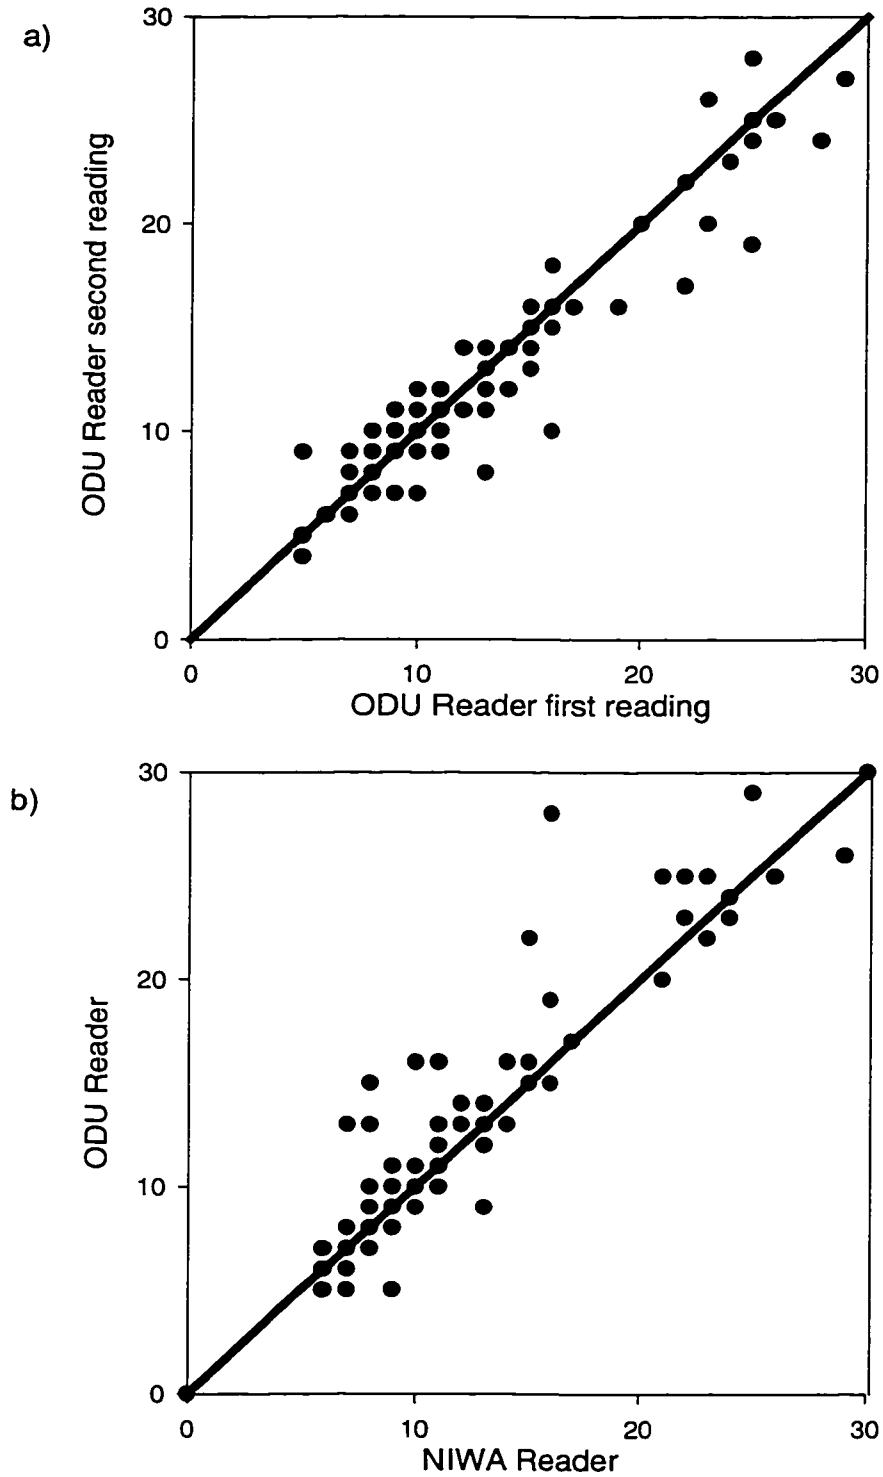 a)
30
20
10
0
ODU Reader second reading
0 10 20 30
ODU Reader first reading
b)
30
20
10
0
ODU Reader
0 10 20 30
NIWA Reader